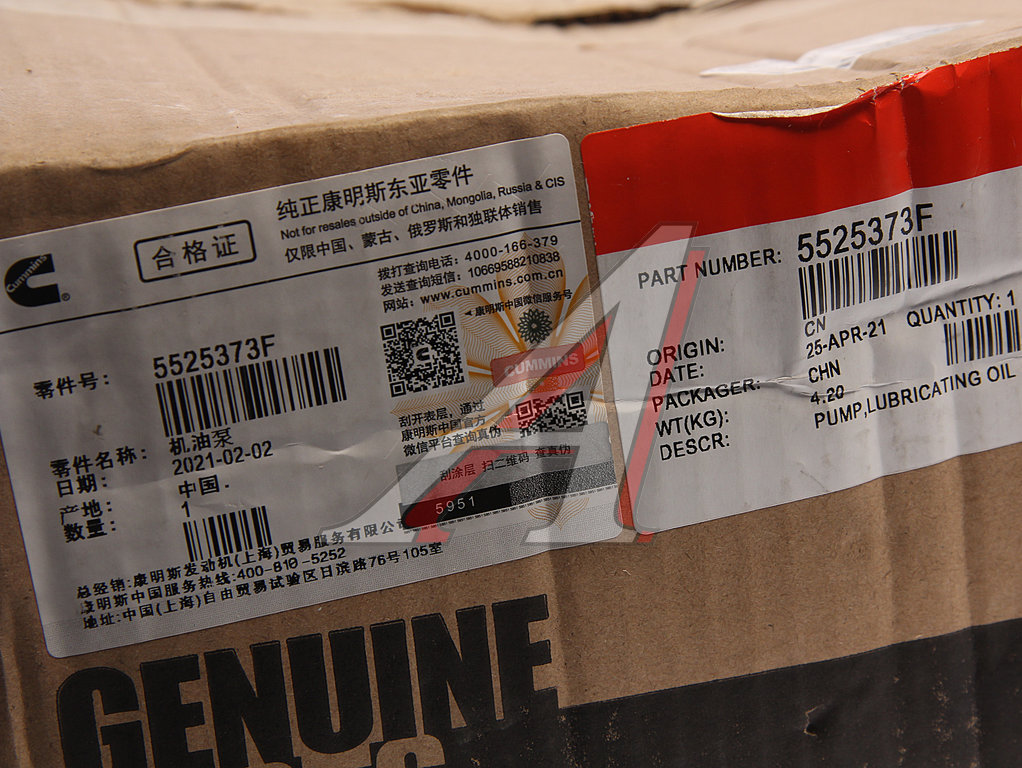 纯正康明斯东亚零件
Not for resales outside of China, Mongolia, Russia & CIS
仅限中国、蒙古、俄罗斯和独联体销售
合格证
Cummins
拨打查询电话：4000-166-379
发送查询短信：10669588210838
网站：www.cummins.com.cn
康明斯中国微信服务号
CUMMINS
零件号： 5525373F
刮开表层，通过
康明斯中国官方
微信平台查询真伪
刮涂层 扫二维码 查真伪
5951
零件名称： 机油泵
日期： 2021-02-02
产地： 中国.
数量： 1
总经销：康明斯发动机(上海)贸易服务有限公司
康明斯中国服务热线:400-810-5252
地址:中国(上海)自由贸易试验区日滨路76号105室
PART NUMBER: 5525373F
ORIGIN: CN
DATE: 25-APR-21 QUANTITY: 1
PACKAGER: CHN
WT(KG): 4.20
DESCR: PUMP,LUBRICATING OIL
GENUINE